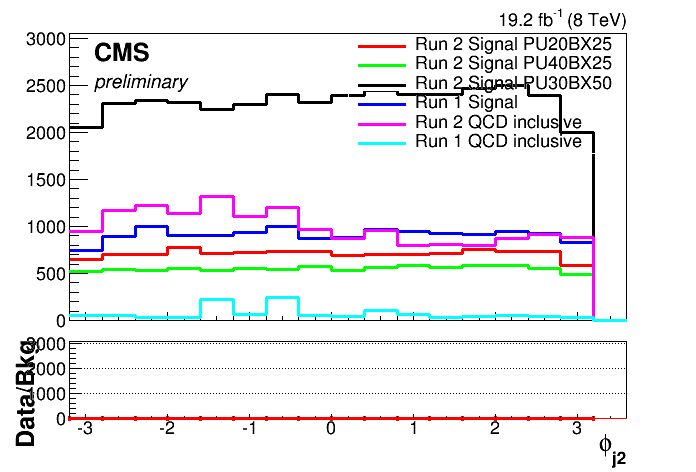 19.2 fb⁻¹ (8 TeV)
CMS
preliminary
Run 2 Signal PU20BX25
Run 2 Signal PU40BX25
Run 2 Signal PU30BX50
Run 1 Signal
Run 2 QCD inclusive
Run 1 QCD inclusive
3000
2500
2000
1500
1000
500
0
Data/Bkg.
3000
2000
1000
0
-3 -2 -1 0 1 2 3
ϕj2